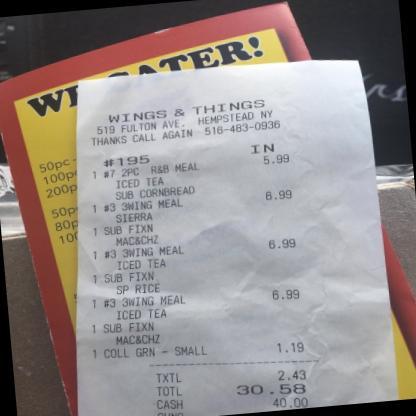 WE CATER!
WINGS & THINGS
519 FULTON AVE. HEMPSTEAD NY
THANKS CALL AGAIN 516-483-0936
#195 IN
1 #7 2PC R&B MEAL 5.99
ICED TEA
SUB CORNBREAD
1 #3 3WING MEAL 6.99
SIERRA
1 SUB FIXN
MAC&CHZ
1 #3 3WING MEAL 6.99
ICED TEA
1 SUB FIXN
SP RICE
1 #3 3WING MEAL 6.99
ICED TEA
1 SUB FIXN
MAC&CHZ
1 COLL GRN - SMALL 1.19
TXTL 2.43
TOTL 30.58
CASH 40.00
50pc
100pc
200p
50p
80p
100